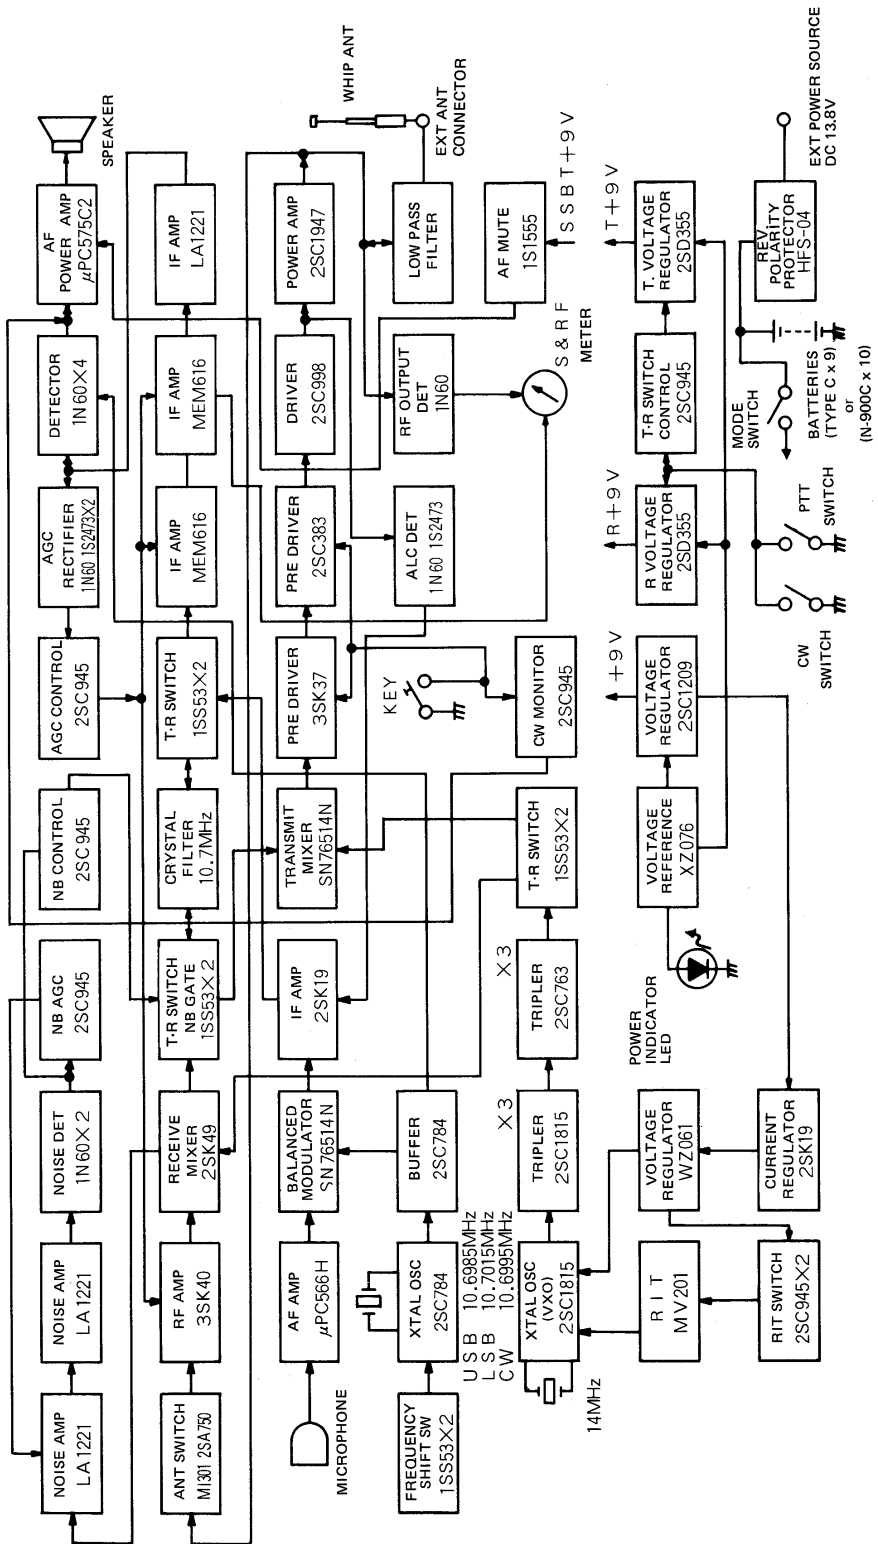 NOISE AMP
LA1221
NOISE AMP
LA1221
NOISE DET
1N60×2
NB AGC
2SC945
NB CONTROL
2SC945
AGC CONTROL
2SC945
AGC
RECTIFIER
1N60 1S2473X2
DETECTOR
1N60×4
AF
POWER AMP
μPC575C2
SPEAKER
ANT SWITCH
MI301 2SA750
RF AMP
3SK40
RECEIVE
MIXER
2SK49
T·R SWITCH
NB GATE
1SS53×2
CRYSTAL
FILTER
10.7MHz
T·R SWITCH
1SS53×2
IF AMP
MEM616
IF AMP
MEM616
IF AMP
LA1221
MICROPHONE
AF AMP
μPC566H
BALANCED
MODULATOR
SN76514N
IF AMP
2SK19
TRANSMIT
MIXER
SN76514N
PRE DRIVER
3SK37
PRE DRIVER
2SC383
DRIVER
2SC998
POWER AMP
2SC1947
WHIP ANT
FREQUENCY
SHIFT SW
1SS53×2
XTAL OSC
2SC784
BUFFER
2SC784
KEY
ALC DET
1N60 1S2473
RF OUTPUT
DET
1N60
LOW PASS
FILTER
EXT ANT
CONNECTOR
USB 10.6985MHz
LSB 10.7015MHz
CW 10.6995MHz
14MHz
XTAL OSC
(VXO)
2SC1815
×3
TRIPLER
2SC1815
×3
TRIPLER
2SC763
T·R SWITCH
1SS53×2
CW MONITOR
2SC945
S&RF
METER
AF MUTE
1S1555
SSBT+9V
RIT
MV201
VOLTAGE
REGULATOR
WZ061
POWER
INDICATOR
LED
VOLTAGE
REFERENCE
XZ076
+9V
VOLTAGE
REGULATOR
2SC1209
R+9V
R VOLTAGE
REGULATOR
2SD355
T·R SWITCH
CONTROL
2SC945
T+9V
T. VOLTAGE
REGULATOR
2SD355
RIT SWITCH
2SC945X2
CURRENT
REGULATOR
2SK19
CW
SWITCH
PTT
SWITCH
MODE
SWITCH
BATTERIES
(TYPE C x 9)
or
(N-900C x 10)
REV.
POLARITY
PROTECTOR
HFS-04
EXT POWER SOURCE
DC 13.8V